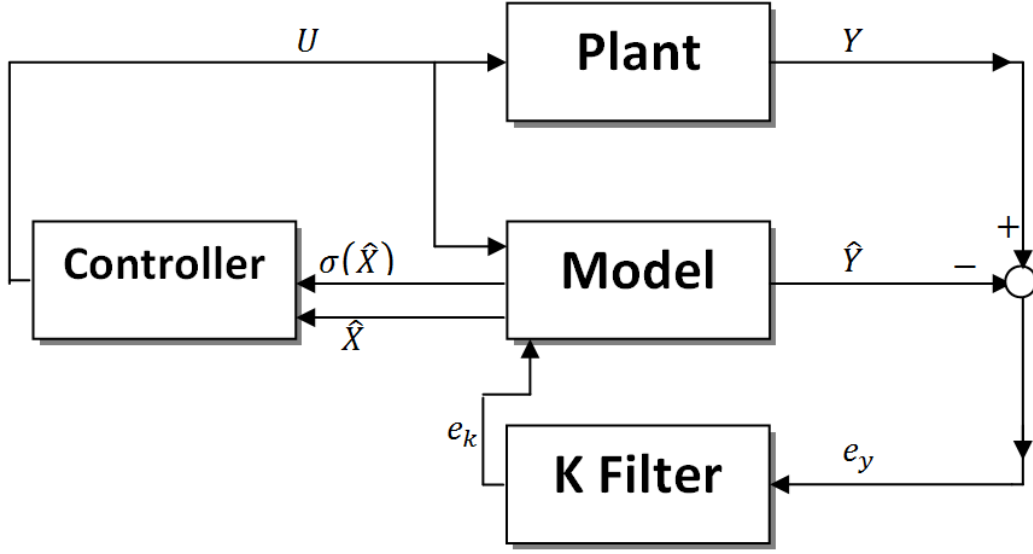 U
Plant
Y
+
Controller
σ(X̂)
Model
Ŷ
−
X̂
e_k
K Filter
e_y